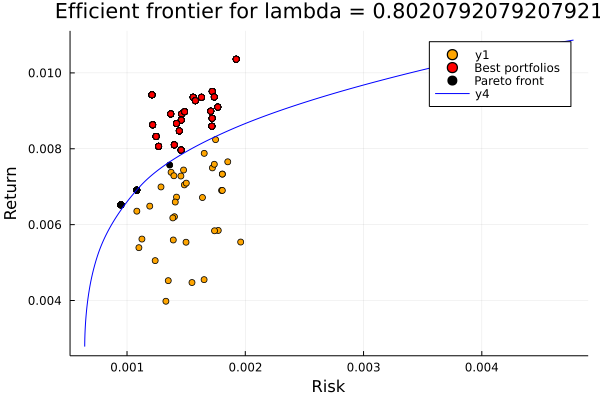 Efficient frontier for lambda = 0.8020792079207921
y1
Best portfolios
Pareto front
y4
Return
0.010
0.008
0.006
0.004
0.001
0.002
0.003
0.004
Risk